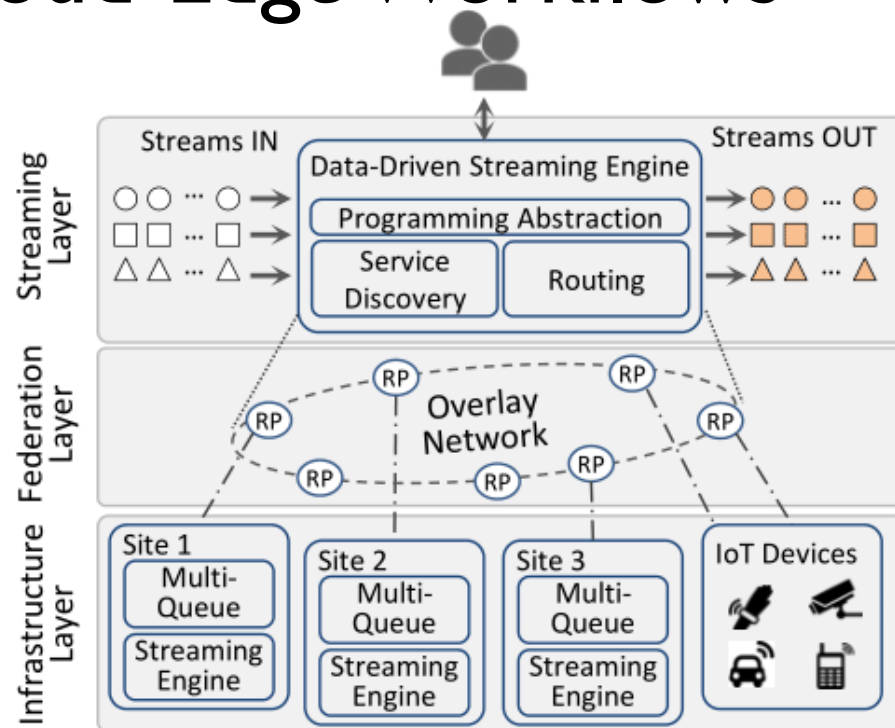 Edge Workflows
Streams IN
Streams OUT
Data-Driven Streaming Engine
Programming Abstraction
Service
Discovery
Routing
...
...
...
...
...
...
Streaming
Layer
RP
RP
RP
RP
RP
RP
RP
Overlay
Network
Federation
Layer
Site 1
Multi-
Queue
Streaming
Engine
Site 2
Multi-
Queue
Streaming
Engine
Site 3
Multi-
Queue
Streaming
Engine
IoT Devices
Infrastructure
Layer